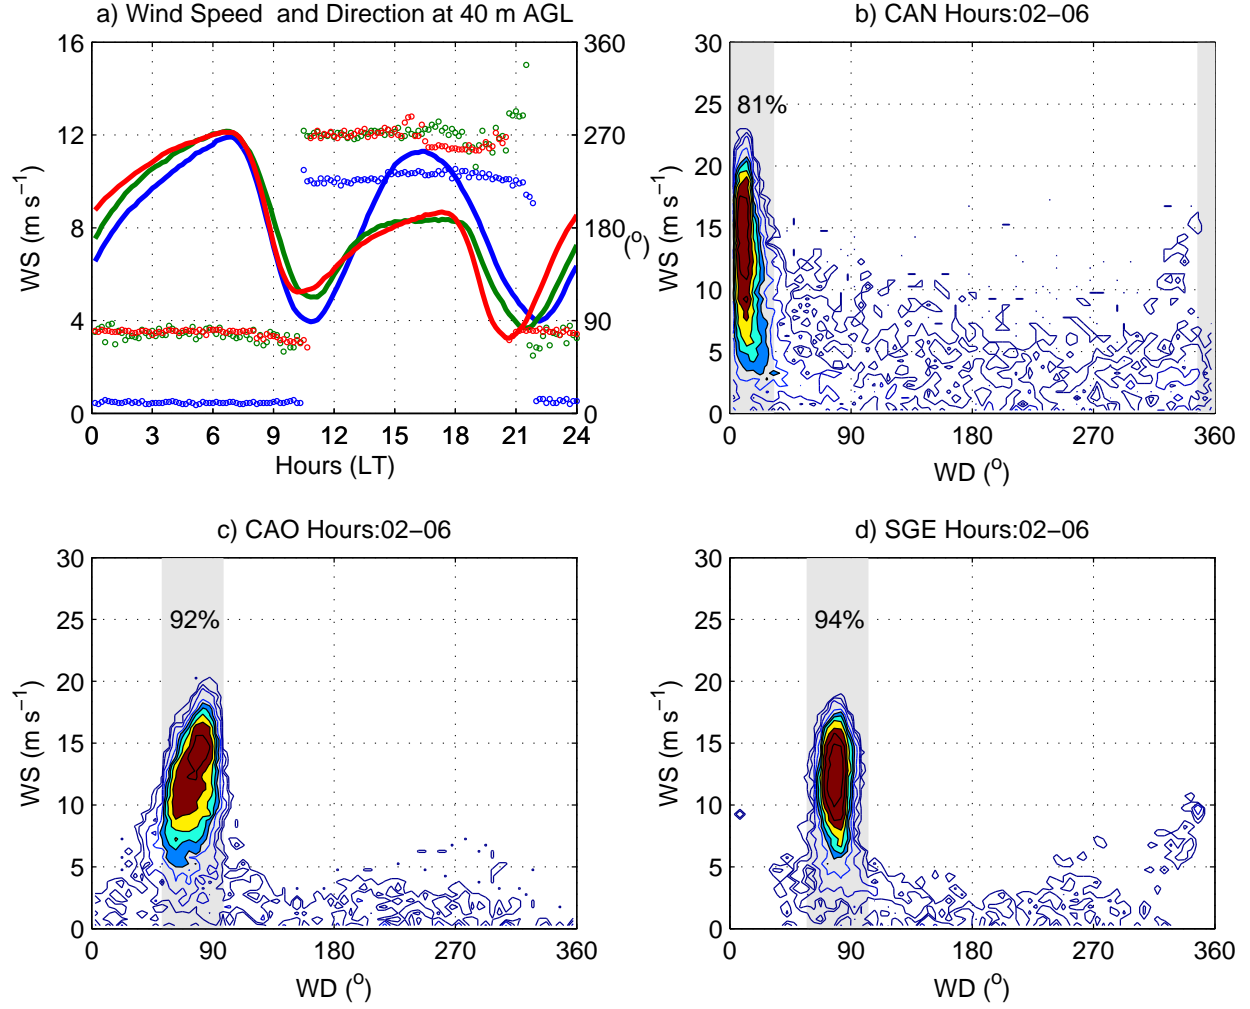 a) Wind Speed  and Direction at 40 m AGL
16
12
8
4
0
WS (m s−1)
360
270
180
90
0
(o)
0 3 6 9 12 15 18 21 24
Hours (LT)
b) CAN Hours:02−06
30
25
20
15
10
5
0
WS (m s−1)
81%
0 90 180 270 360
WD (o)
c) CAO Hours:02−06
30
25
20
15
10
5
0
WS (m s−1)
92%
0 90 180 270 360
WD (o)
d) SGE Hours:02−06
30
25
20
15
10
5
0
WS (m s−1)
94%
0 90 180 270 360
WD (o)